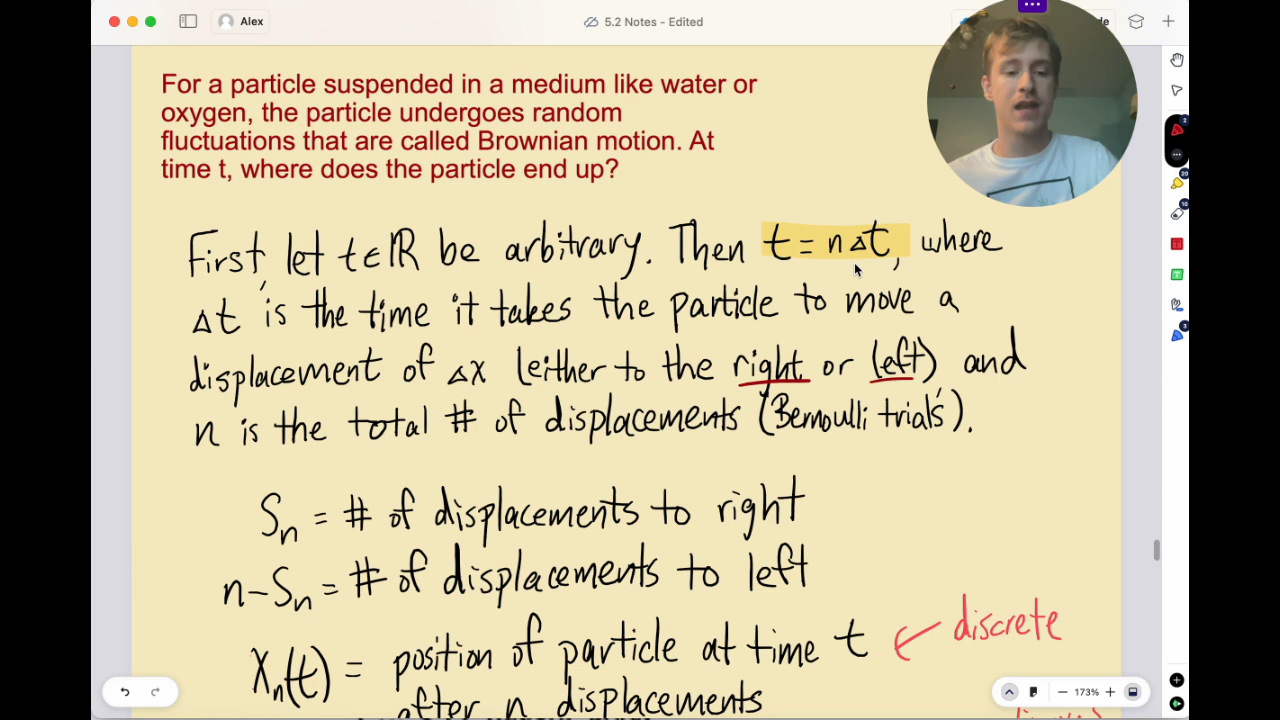 Alex
5.2 Notes - Edited
For a particle suspended in a medium like water or
oxygen, the particle undergoes random
fluctuations that are called Brownian motion. At
time t, where does the particle end up?
First let t∈ℝ be arbitrary. Then t = n△t, where
△t is the time it takes the particle to move a
displacement of △x (either to the right or left) and
n is the total # of displacements (Bernoulli trials).
Sn = # of displacements to right
n-Sn = # of displacements to left
Xn(t) = position of particle at time t
discrete
after n displacements
173%